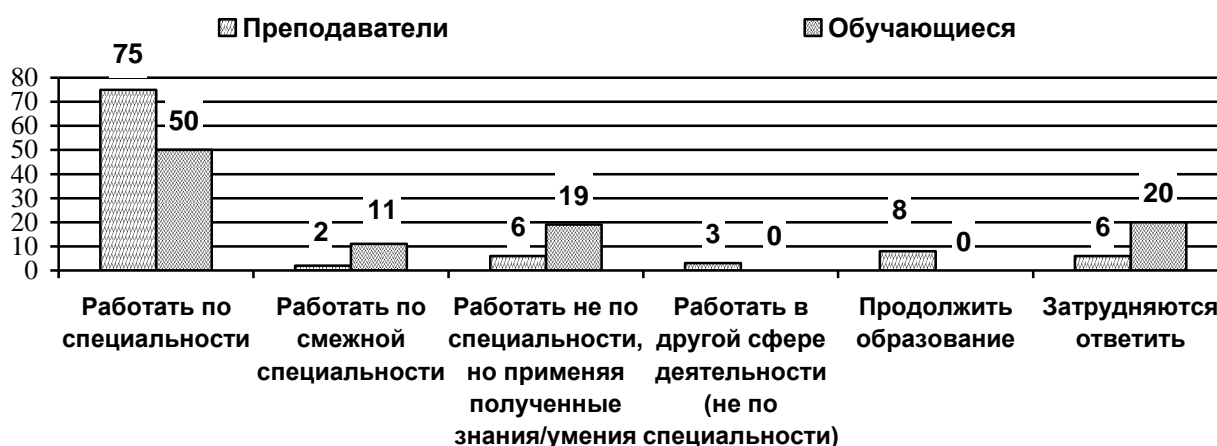 Преподаватели
Обучающиеся
80
70
60
50
40
30
20
10
0
75
50
2
11
6
19
3
0
8
0
6
20
Работать по
специальности
Работать по
смежной
специальности
Работать не по
специальности,
но применяя
полученные
знания/умения
Работать в
другой сфере
деятельности
(не по
специальности)
Продолжить
образование
Затрудняются
ответить